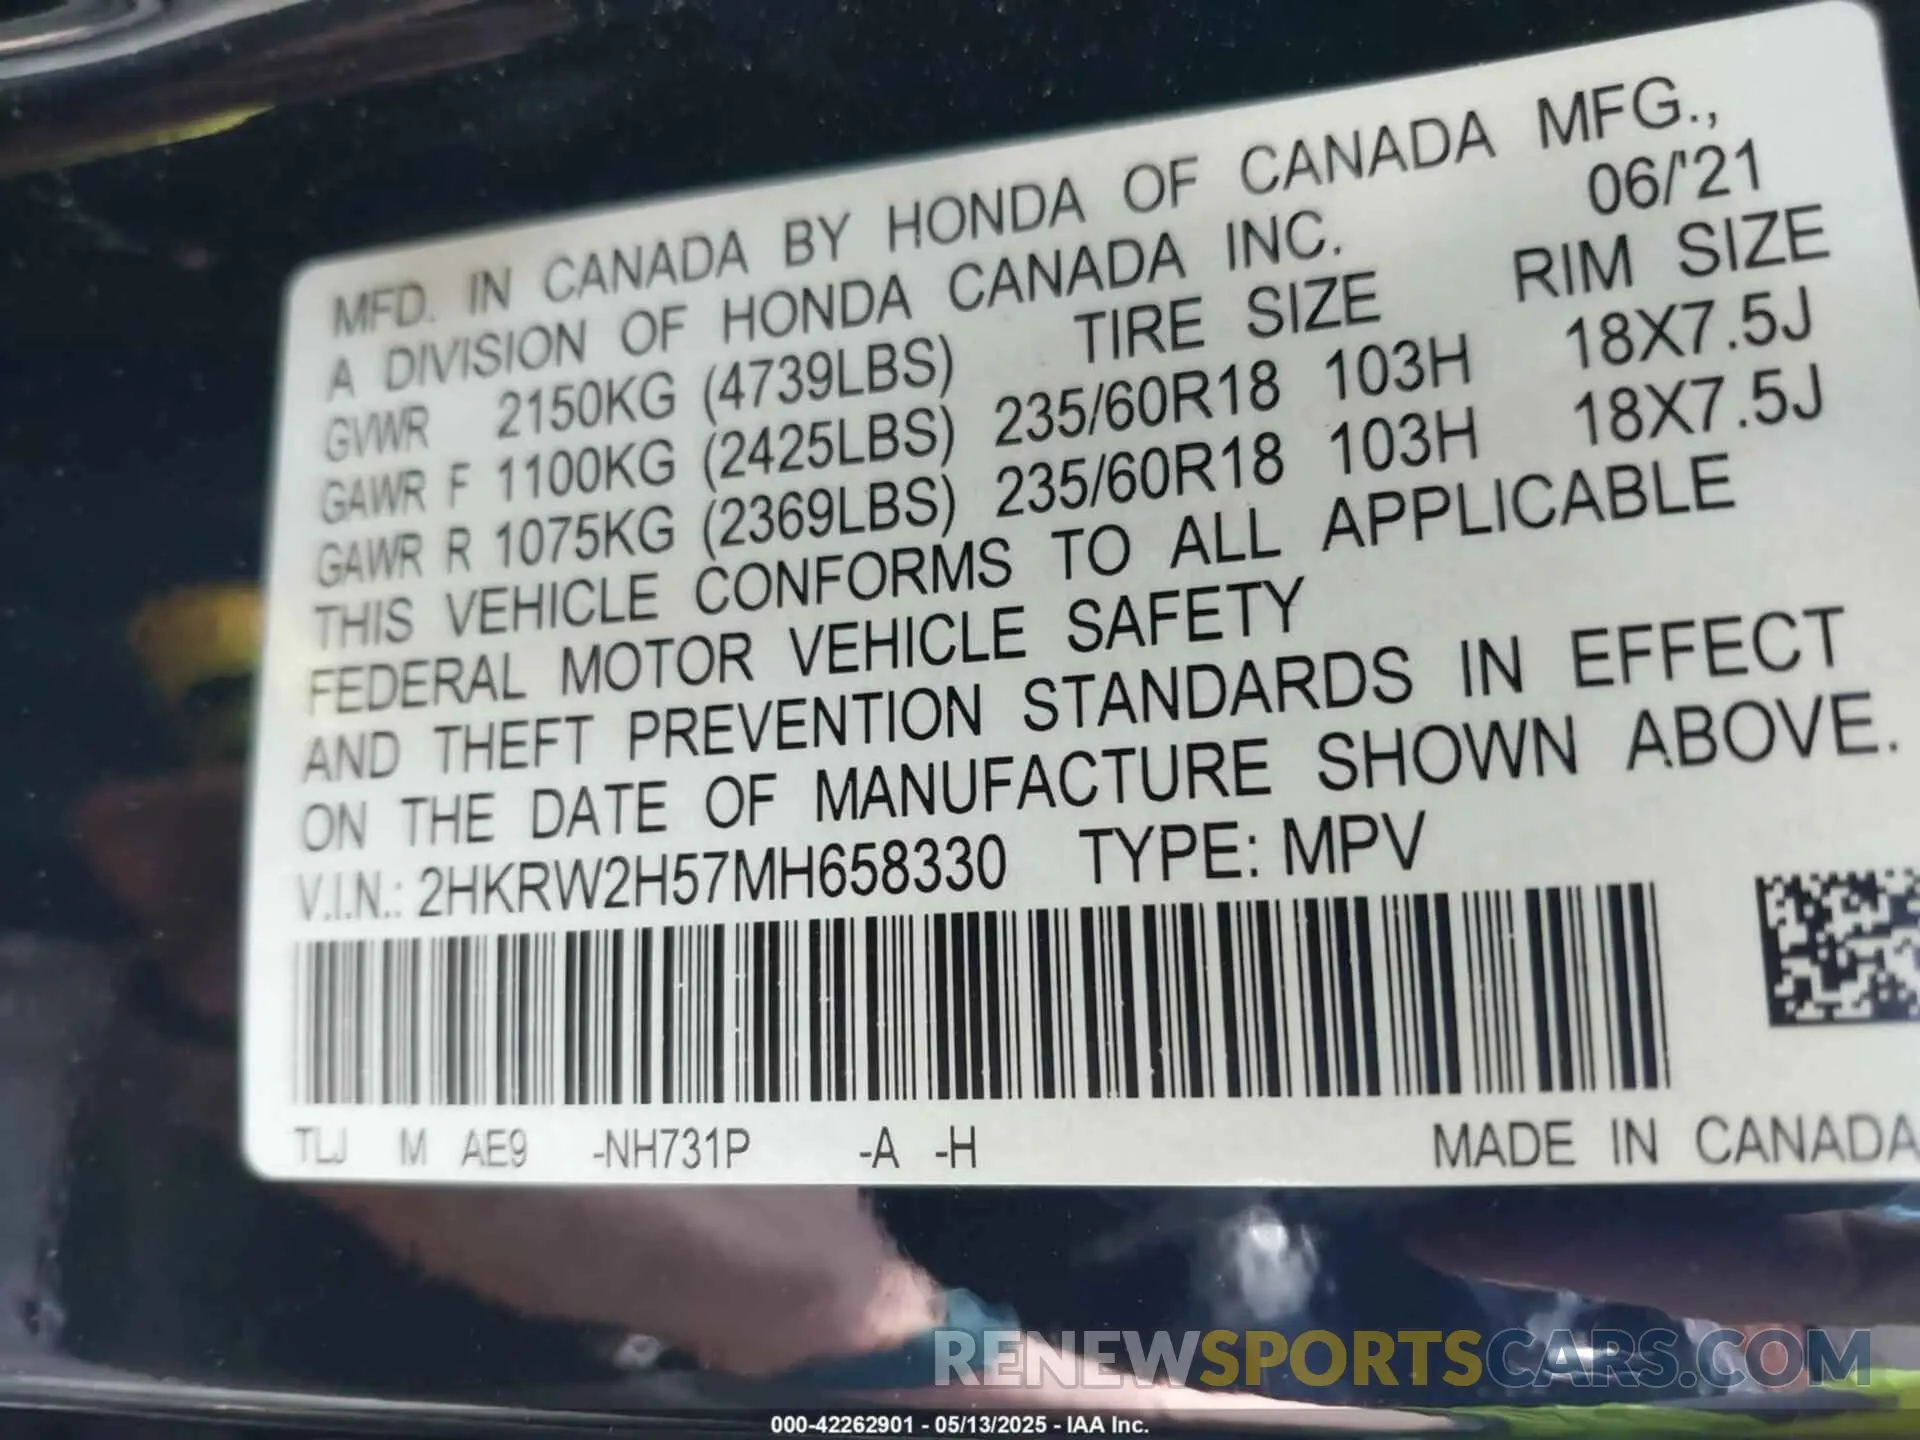 MFD. IN CANADA BY HONDA OF CANADA MFG.,
A DIVISION OF HONDA CANADA INC. 06/'21
GVWR 2150KG (4739LBS) TIRE SIZE RIM SIZE
GAWR F 1100KG (2425LBS) 235/60R18 103H 18X7.5J
GAWR R 1075KG (2369LBS) 235/60R18 103H 18X7.5J
THIS VEHICLE CONFORMS TO ALL APPLICABLE
FEDERAL MOTOR VEHICLE SAFETY
AND THEFT PREVENTION STANDARDS IN EFFECT
ON THE DATE OF MANUFACTURE SHOWN ABOVE.
V.I.N.: 2HKRW2H57MH658330 TYPE: MPV
TLJ M AE9 -NH731P -A -H MADE IN CANADA
RENEWSPORTSCARS.COM
000-42262901 - 05/13/2025 - IAA Inc.